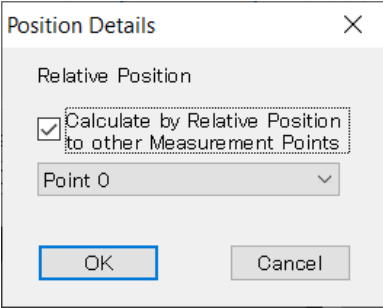 Position Details
Relative Position
Calculate by Relative Position
to other Measurement Points
Point 0
OK
Cancel